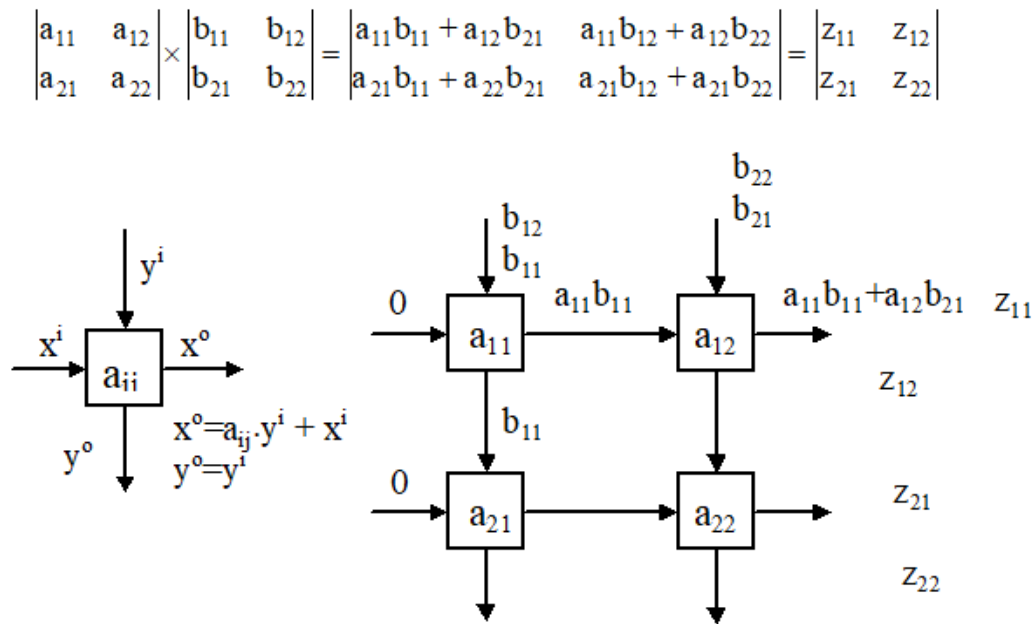 |a₁₁ a₁₂| × |b₁₁ b₁₂| = |a₁₁b₁₁ + a₁₂b₂₁ a₁₁b₁₂ + a₁₂b₂₂| = |z₁₁ z₁₂|
|a₂₁ a₂₂| |b₂₁ b₂₂| |a₂₁b₁₁ + a₂₂b₂₁ a₂₁b₁₂ + a₂₁b₂₂| |z₂₁ z₂₂|
yⁱ
xⁱ
xᵒ
aᵢⱼ
yᵒ
xᵒ=aᵢⱼ.yⁱ + xⁱ
yᵒ=yⁱ
b₂₂
b₁₂
b₂₁
b₁₁
0
a₁₁b₁₁
a₁₁b₁₁+a₁₂b₂₁
z₁₁
a₁₁
a₁₂
z₁₂
b₁₁
0
a₂₁
a₂₂
z₂₁
z₂₂